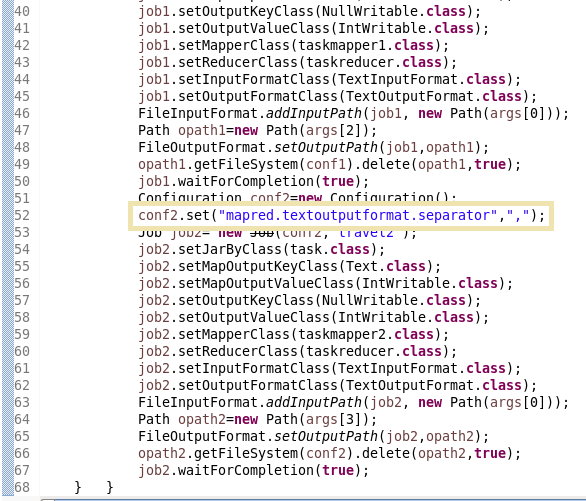 40 job1.setOutputKeyClass(NullWritable.class);
41 job1.setOutputValueClass(IntWritable.class);
42 job1.setMapperClass(taskmapper1.class);
43 job1.setReducerClass(taskreducer.class);
44 job1.setInputFormatClass(TextInputFormat.class);
45 job1.setOutputFormatClass(TextOutputFormat.class);
46 FileInputFormat.addInputPath(job1, new Path(args[0]));
47 Path opath1=new Path(args[2]);
48 FileOutputFormat.setOutputPath(job1,opath1);
49 opath1.getFileSystem(conf1).delete(opath1,true);
50 job1.waitForCompletion(true);
51 Configuration conf2=new Configuration();
52 conf2.set("mapred.textoutputformat.separator",",");
53 Job job2= new Job(conf2,"travel2");
54 job2.setJarByClass(task.class);
55 job2.setMapOutputKeyClass(Text.class);
56 job2.setMapOutputValueClass(IntWritable.class);
57 job2.setOutputKeyClass(NullWritable.class);
58 job2.setOutputValueClass(IntWritable.class);
59 job2.setMapperClass(taskmapper2.class);
60 job2.setReducerClass(taskreducer.class);
61 job2.setInputFormatClass(TextInputFormat.class);
62 job2.setOutputFormatClass(TextOutputFormat.class);
63 FileInputFormat.addInputPath(job2, new Path(args[0]));
64 Path opath2=new Path(args[3]);
65 FileOutputFormat.setOutputPath(job2,opath2);
66 opath2.getFileSystem(conf2).delete(opath2,true);
67 job2.waitForCompletion(true);
68 } }